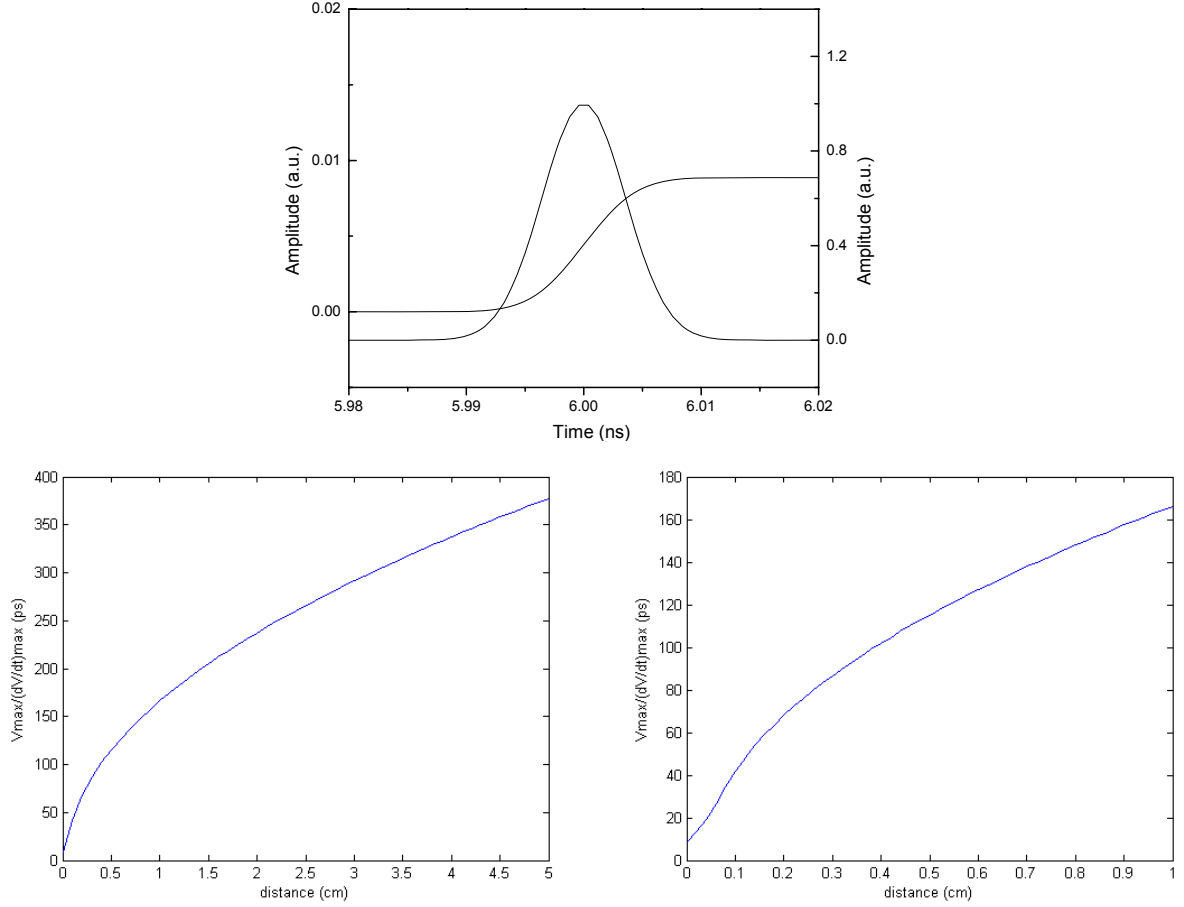 0.02
0.01
0.00
Amplitude (a.u.)
1.2
0.8
0.4
0.0
Amplitude (a.u.)
5.98 5.99 6.00 6.01 6.02
Time (ns)
400
350
300
250
200
150
100
50
0
Vmax/(dV/dt)max (ps)
0 0.5 1 1.5 2 2.5 3 3.5 4 4.5 5
distance (cm)
180
160
140
120
100
80
60
40
20
0
Vmax/(dV/dt)max (ps)
0 0.1 0.2 0.3 0.4 0.5 0.6 0.7 0.8 0.9 1
distance (cm)